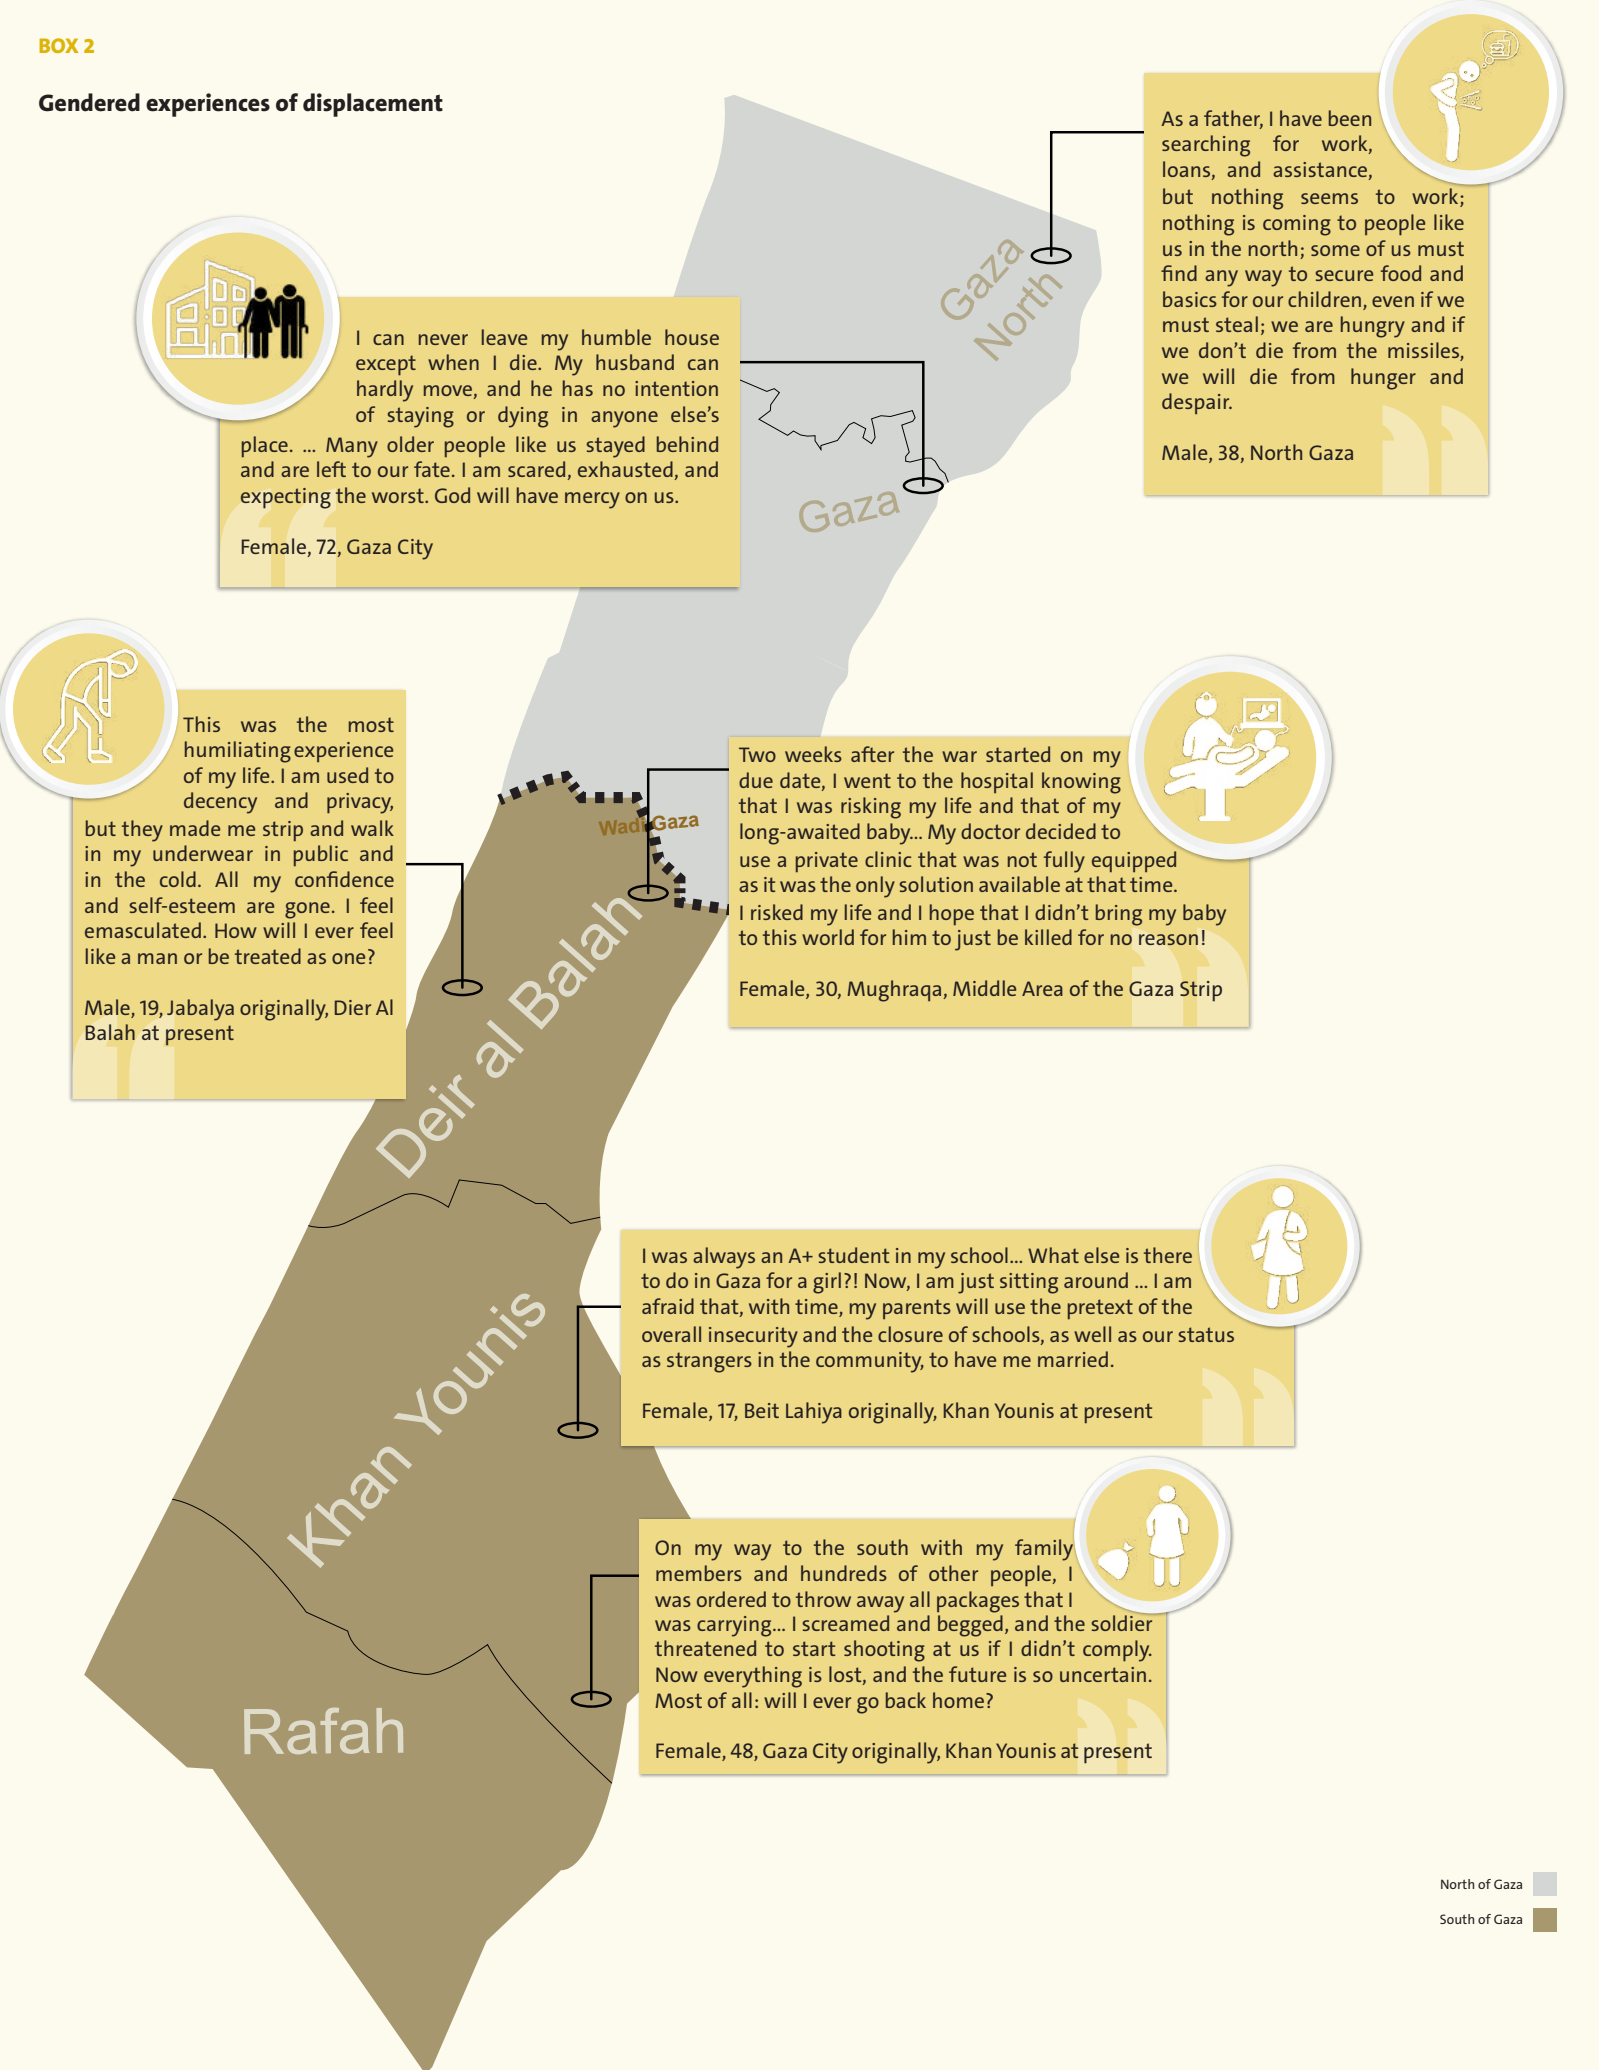 BOX 2
Gendered experiences of displacement
As a father, I have been
searching for work,
loans, and assistance,
but nothing seems to work;
nothing is coming to people like
us in the north; some of us must
find any way to secure food and
basics for our children, even if we
must steal; we are hungry and if
we don't die from the missiles,
we will die from hunger and
despair.
Male, 38, North Gaza
Gaza
North
I can never leave my humble house
except when I die. My husband can
hardly move, and he has no intention
of staying or dying in anyone else's
place. ... Many older people like us stayed behind
and are left to our fate. I am scared, exhausted, and
expecting the worst. God will have mercy on us.
Female, 72, Gaza City
Gaza
This was the most
humiliating experience
of my life. I am used to
decency and privacy,
but they made me strip and walk
in my underwear in public and
in the cold. All my confidence
and self-esteem are gone. I feel
emasculated. How will I ever feel
like a man or be treated as one?
Male, 19, Jabalya originally, Dier Al
Balah at present
Wadi Gaza
Two weeks after the war started on my
due date, I went to the hospital knowing
that I was risking my life and that of my
long-awaited baby... My doctor decided to
use a private clinic that was not fully equipped
as it was the only solution available at that time.
I risked my life and I hope that I didn't bring my baby
to this world for him to just be killed for no reason!
Female, 30, Mughraqa, Middle Area of the Gaza Strip
Deir al Balah
I was always an A+ student in my school... What else is there
to do in Gaza for a girl?! Now, I am just sitting around ... I am
afraid that, with time, my parents will use the pretext of the
overall insecurity and the closure of schools, as well as our status
as strangers in the community, to have me married.
Female, 17, Beit Lahiya originally, Khan Younis at present
Khan Younis
On my way to the south with my family
members and hundreds of other people, I
was ordered to throw away all packages that I
was carrying... I screamed and begged, and the soldier
threatened to start shooting at us if I didn't comply.
Now everything is lost, and the future is so uncertain.
Most of all: will I ever go back home?
Female, 48, Gaza City originally, Khan Younis at present
Rafah
North of Gaza
South of Gaza